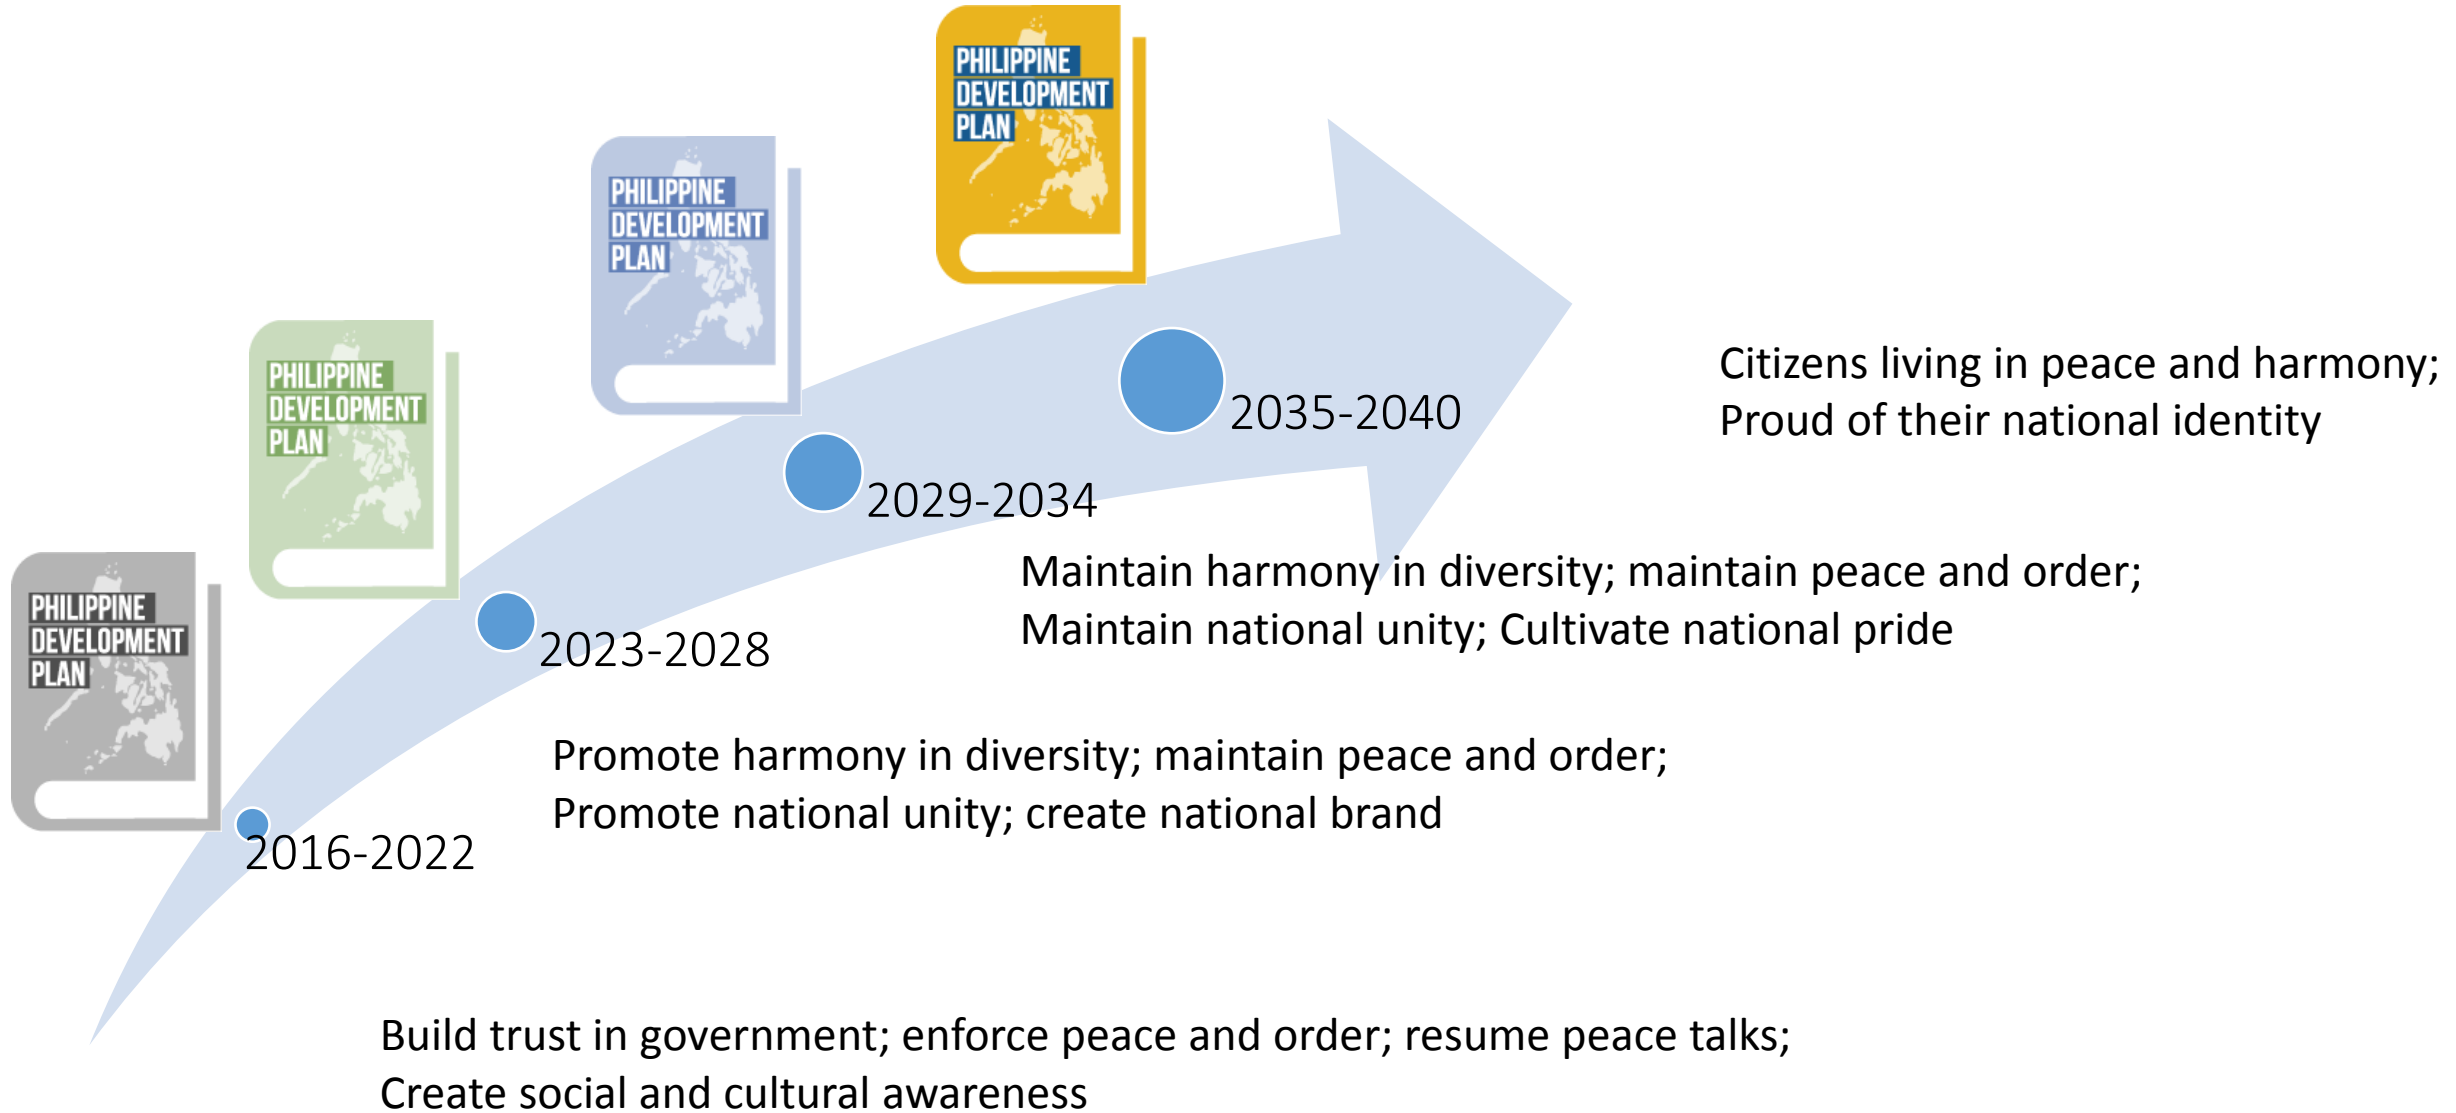 PHILIPPINE
DEVELOPMENT
PLAN
PHILIPPINE
DEVELOPMENT
PLAN
PHILIPPINE
DEVELOPMENT
PLAN
PHILIPPINE
DEVELOPMENT
PLAN
2035-2040
Citizens living in peace and harmony;
Proud of their national identity
2029-2034
Maintain harmony in diversity; maintain peace and order;
Maintain national unity; Cultivate national pride
2023-2028
Promote harmony in diversity; maintain peace and order;
Promote national unity; create national brand
2016-2022
Build trust in government; enforce peace and order; resume peace talks;
Create social and cultural awareness